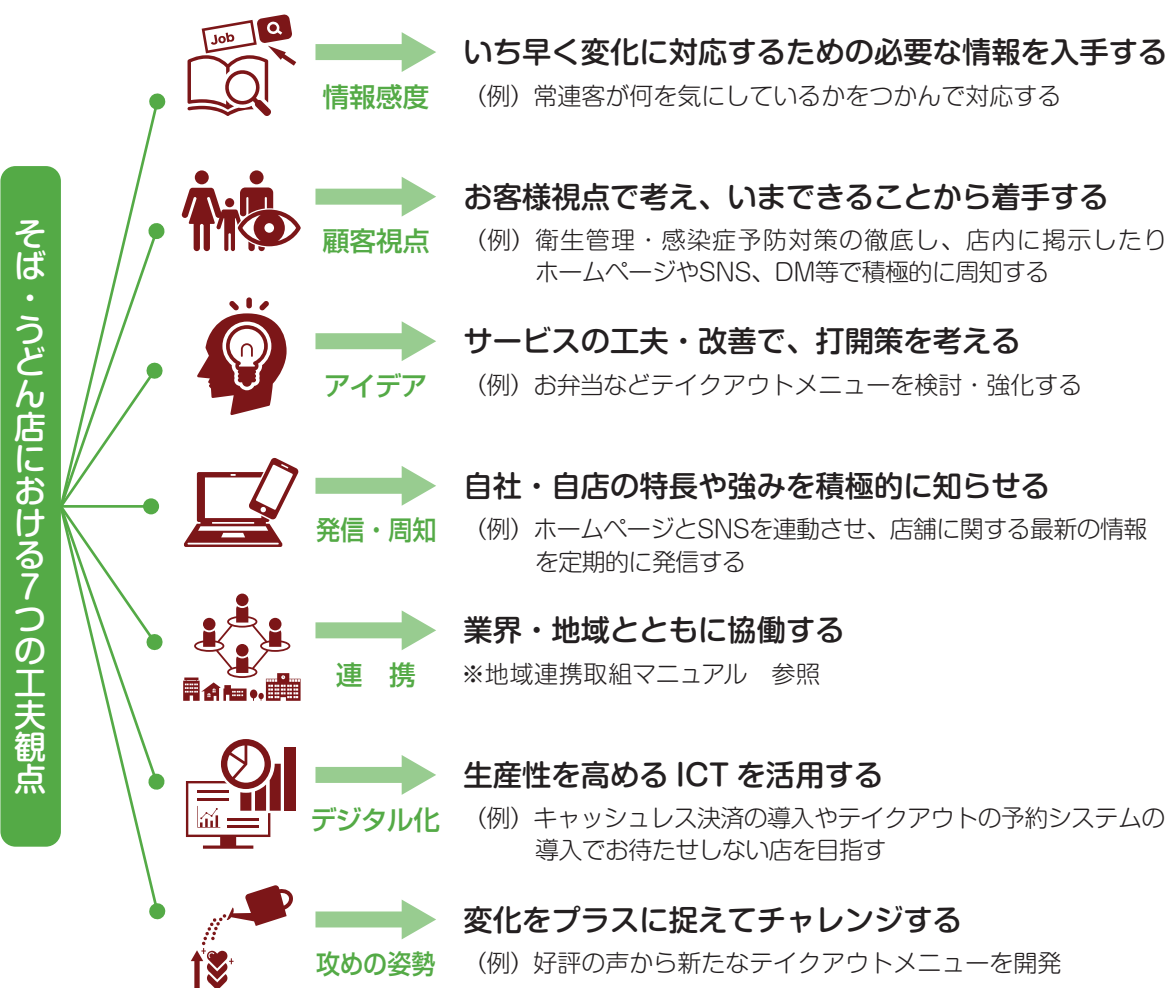 そば・うどん店における7つの工夫観点
Job
情報感度
いち早く変化に対応するための必要な情報を入手する
（例）常連客が何を気にしているかをつかんで対応する
顧客視点
お客様視点で考え、いまできることから着手する
（例）衛生管理・感染症予防対策の徹底し、店内に掲示したり
ホームページやSNS、DM等で積極的に周知する
アイデア
サービスの工夫・改善で、打開策を考える
（例）お弁当などテイクアウトメニューを検討・強化する
発信・周知
自社・自店の特長や強みを積極的に知らせる
（例）ホームページとSNSを連動させ、店舗に関する最新の情報
を定期的に発信する
連　携
業界・地域とともに協働する
※地域連携取組マニュアル　参照
デジタル化
生産性を高める ICT を活用する
（例）キャッシュレス決済の導入やテイクアウトの予約システムの
導入でお待たせしない店を目指す
攻めの姿勢
変化をプラスに捉えてチャレンジする
（例）好評の声から新たなテイクアウトメニューを開発